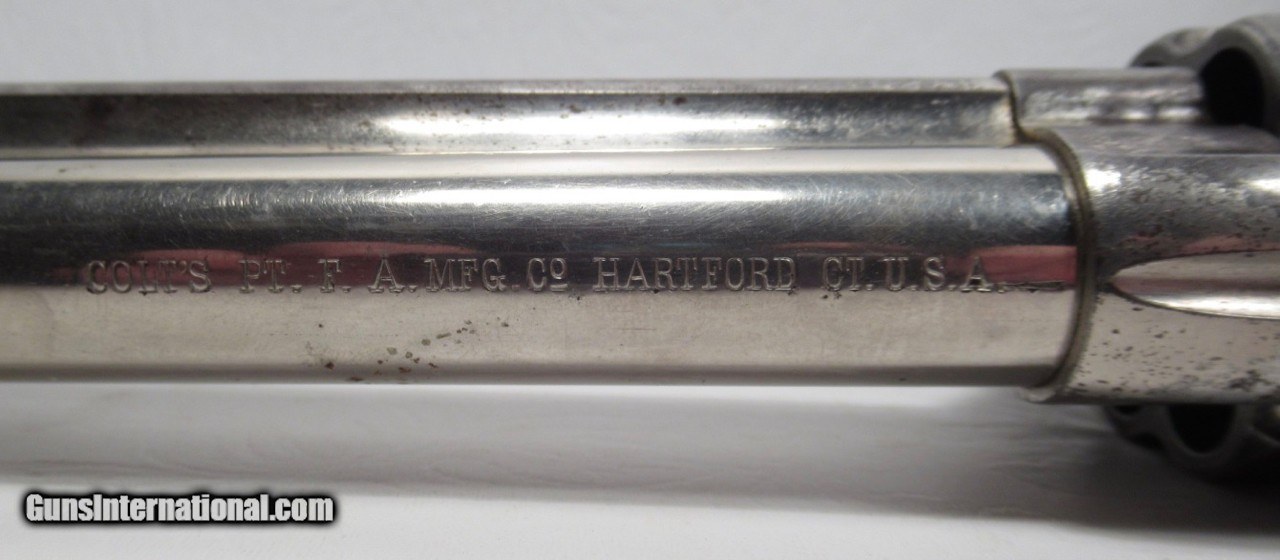 COLT'S PT. F. A. MFG. Co HARTFORD CT. U.S.A.
GunsInternational.com